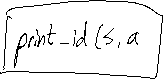 print_id (s, a